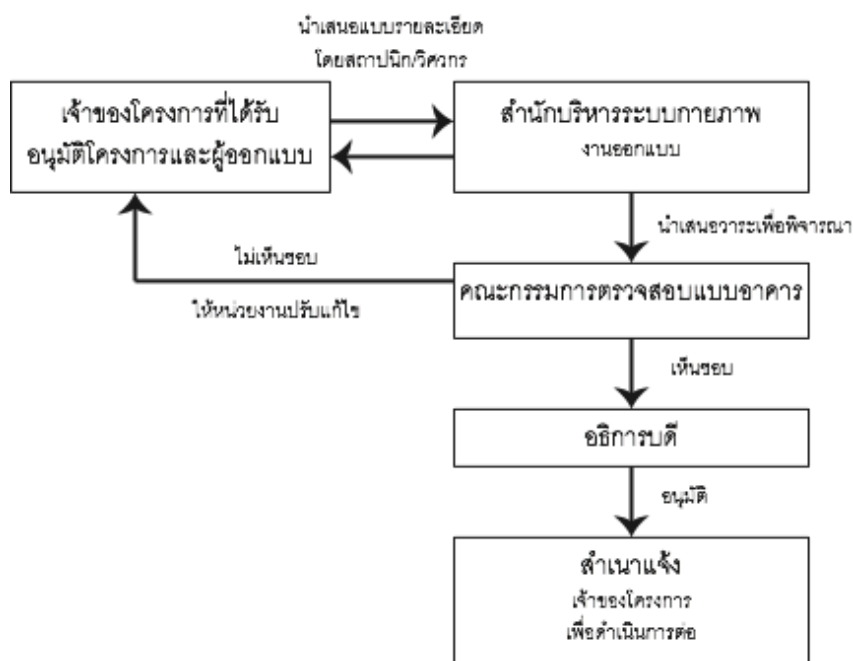 นำเสนอแบบรายละเอียด
โดยสถาปนิก/วิศวกร
เจ้าของโครงการที่ได้รับ
อนุมัติโครงการและผู้ออกแบบ
สำนักบริหารระบบกายภาพ
งานออกแบบ
นำเสนอวาระเพื่อพิจารณา
ไม่เห็นชอบ
ให้หน่วยงานปรับแก้ไข
คณะกรรมการตรวจสอบแบบอาคาร
เห็นชอบ
อธิการบดี
อนุมัติ
สำเนาแจ้ง
เจ้าของโครงการ
เพื่อดำเนินการต่อ